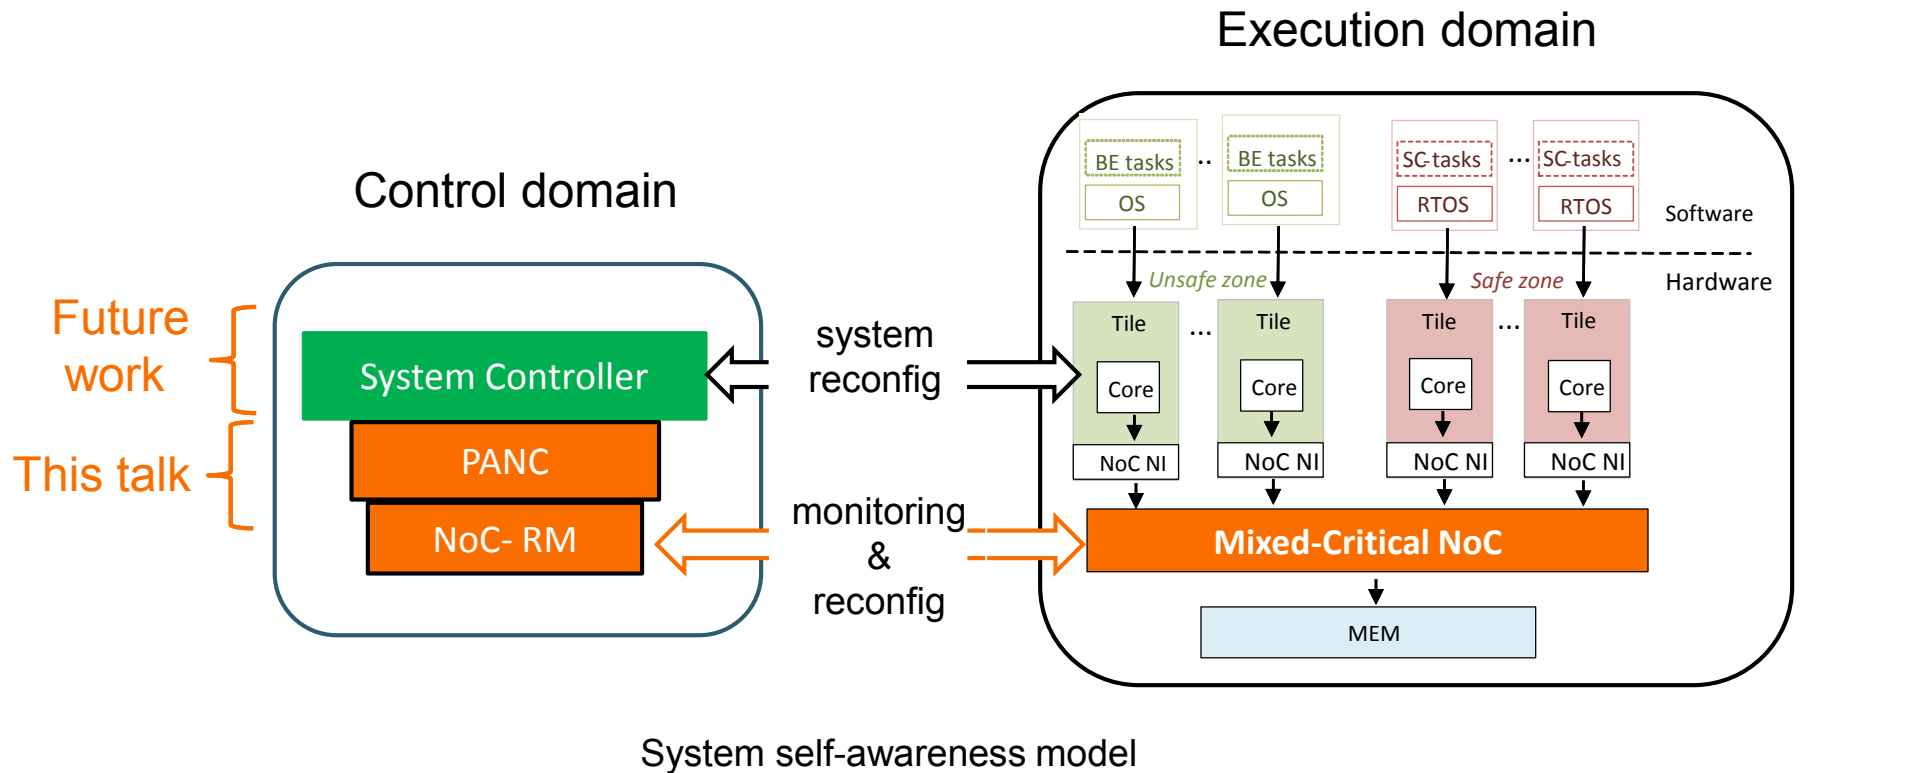 Execution domain
Control domain
Future
work
This talk
System Controller
PANC
NoC- RM
system
reconfig
monitoring
&
reconfig
BE tasks
OS
..
BE tasks
OS
SC-tasks
RTOS
...
SC-tasks
RTOS
Software
Hardware
Unsafe zone
Safe zone
Tile
...
Tile
Tile
...
Tile
Core
Core
Core
Core
NoC NI
NoC NI
NoC NI
NoC NI
Mixed-Critical NoC
MEM
System self-awareness model